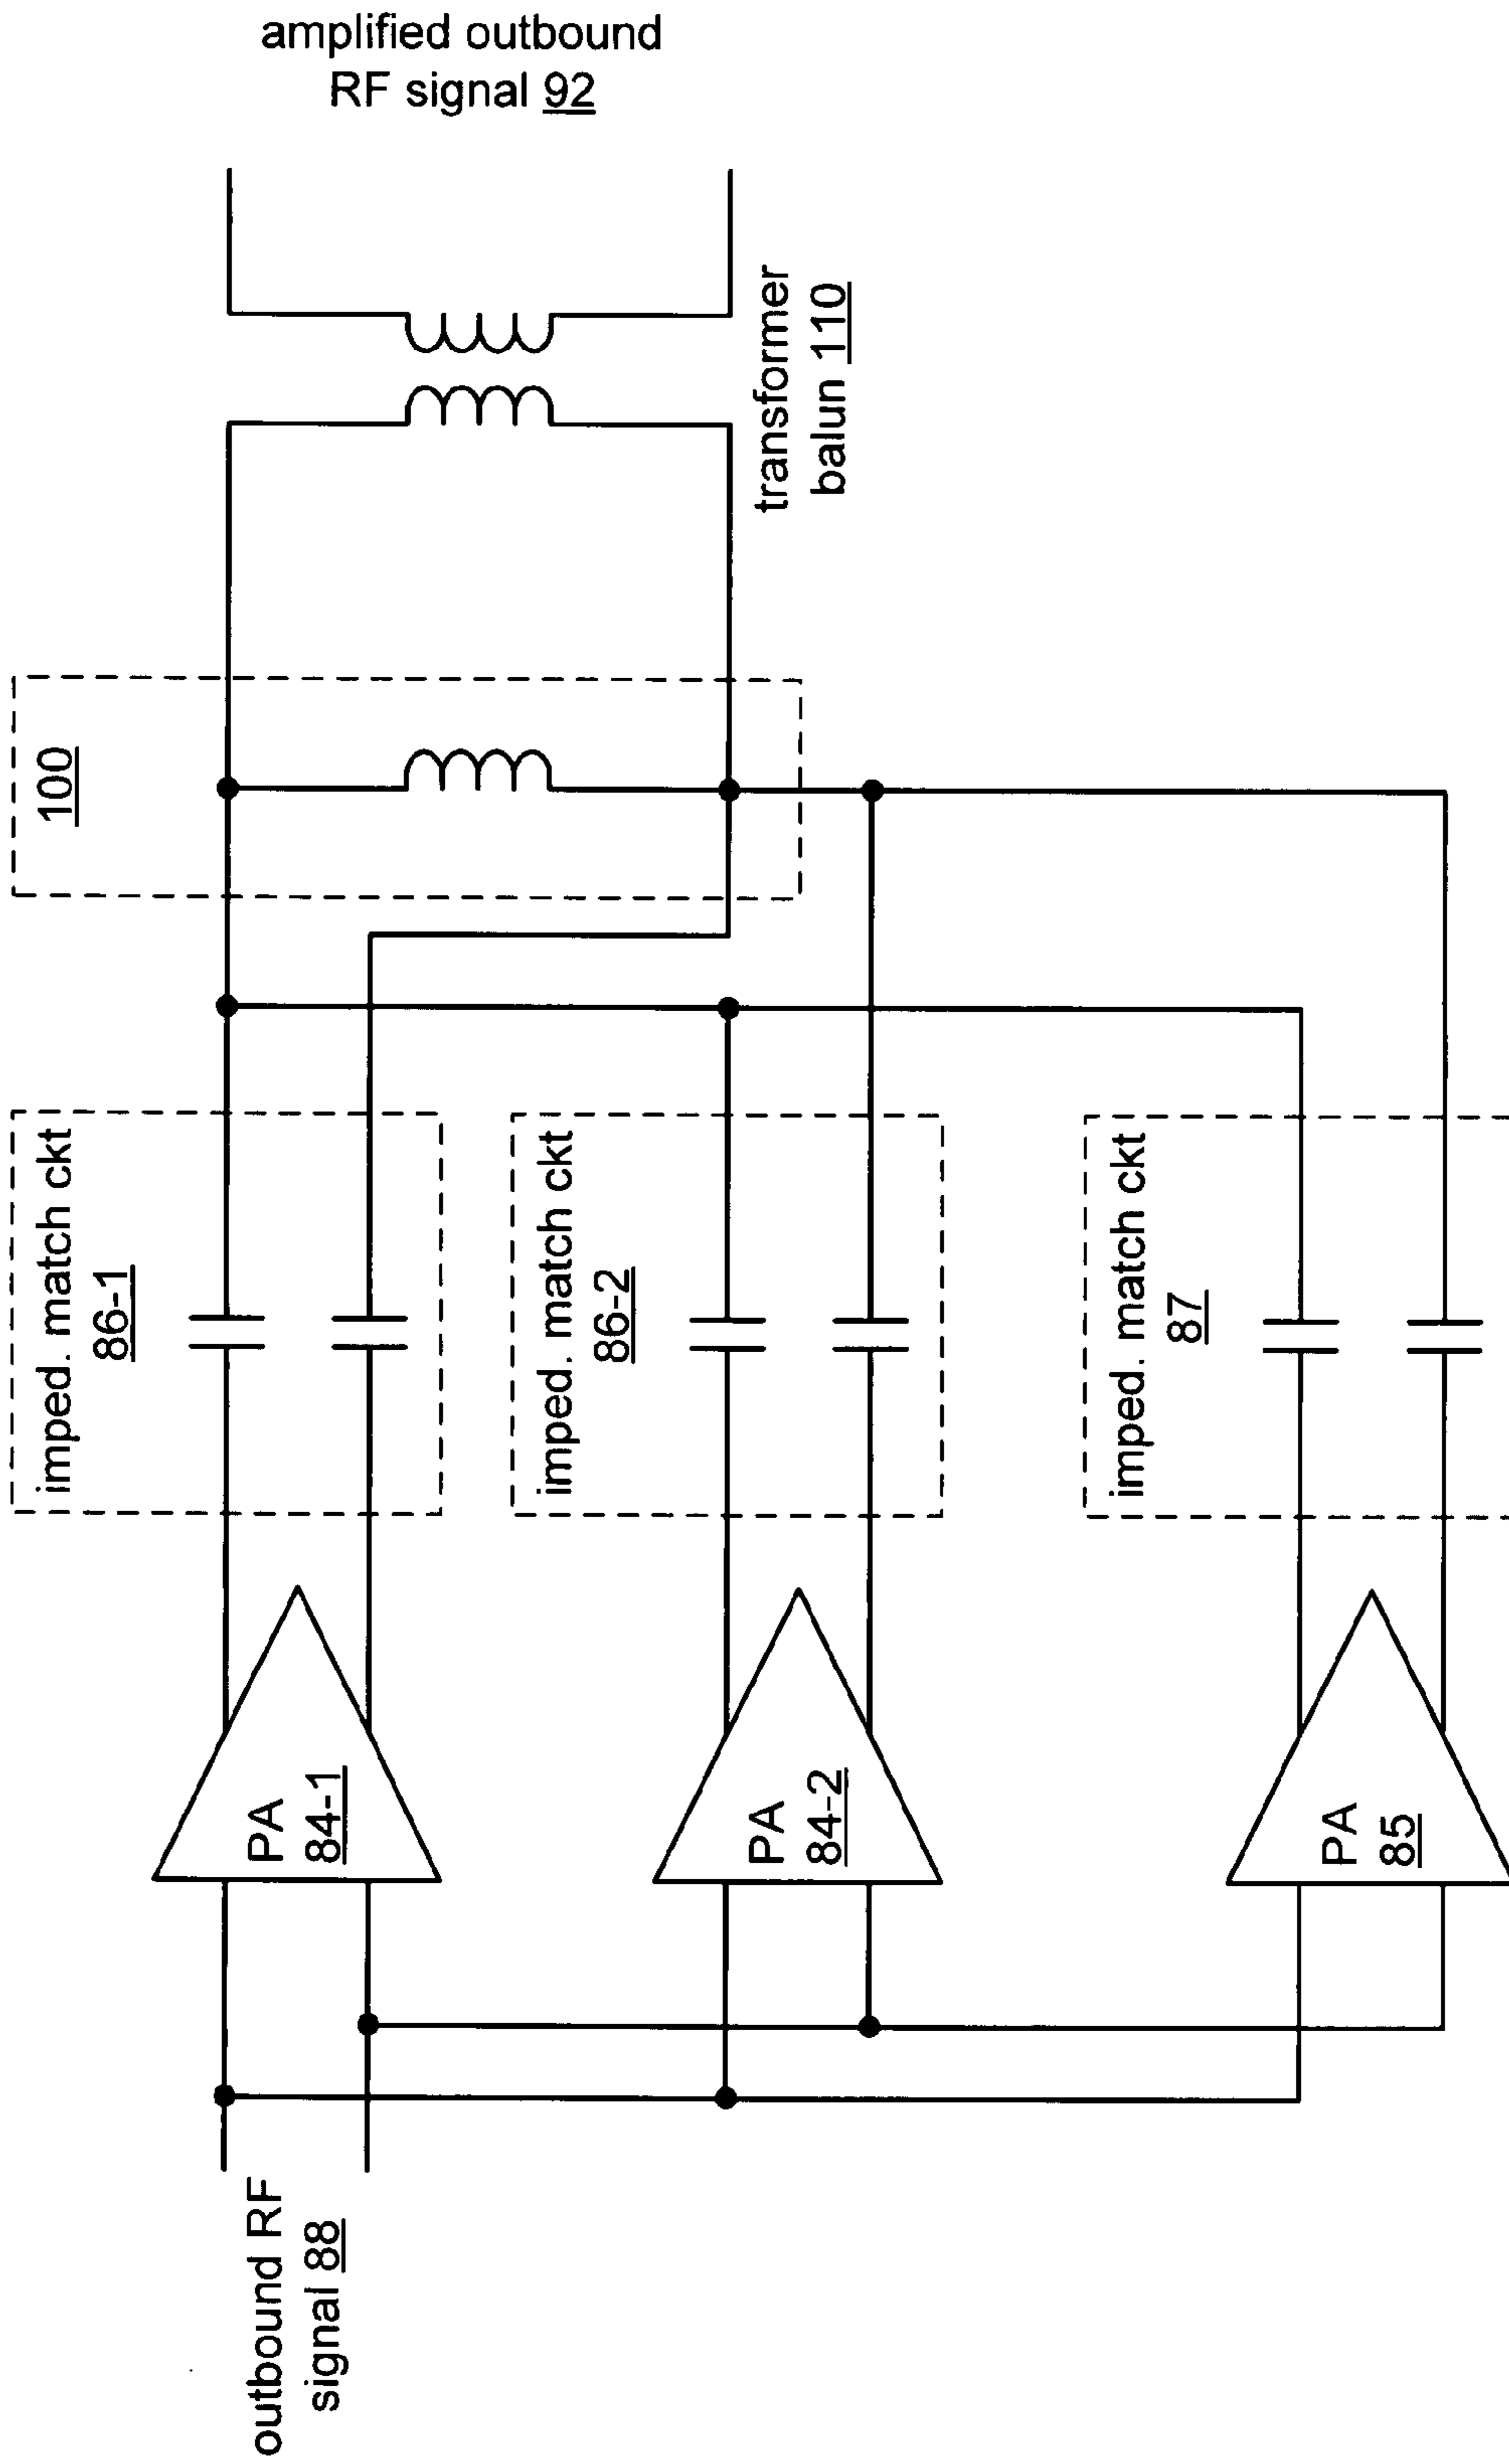 amplified outbound
RF signal 92
transformer
balun 110
100
imped. match ckt
86-1
imped. match ckt
86-2
imped. match ckt
87
PA
84-1
PA
84-2
PA
85
outbound RF
signal 88